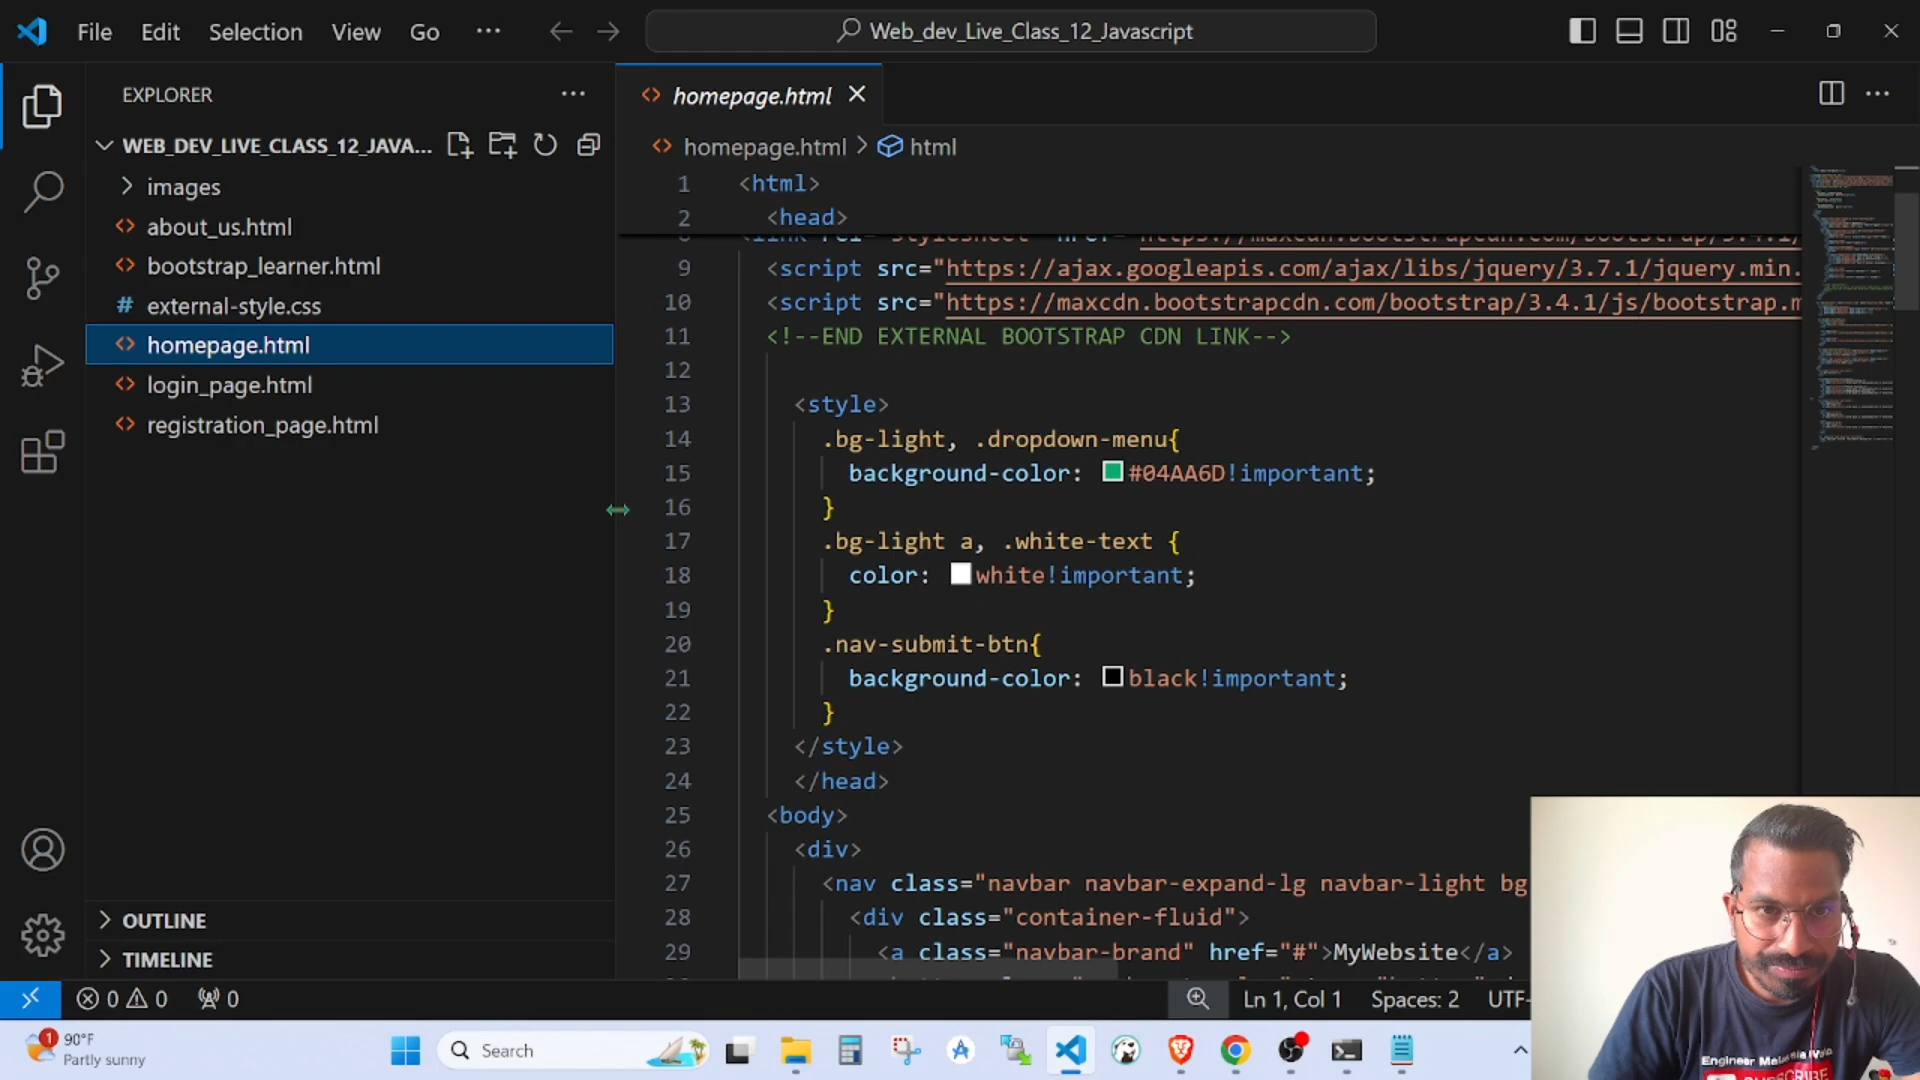 File Edit Selection View Go ···
Web_dev_Live_Class_12_Javascript
EXPLORER
WEB_DEV_LIVE_CLASS_12_JAVA...
images
about_us.html
bootstrap_learner.html
# external-style.css
homepage.html
login_page.html
registration_page.html
OUTLINE
TIMELINE
homepage.html
homepage.html > html
1 <html>
2 <head>
9 <script src="https://ajax.googleapis.com/ajax/libs/jquery/3.7.1/jquery.min.
10 <script src="https://maxcdn.bootstrapcdn.com/bootstrap/3.4.1/js/bootstrap.m
11 <!--END EXTERNAL BOOTSTRAP CDN LINK-->
12
13 <style>
14 .bg-light, .dropdown-menu{
15 background-color: #04AA6D!important;
16 }
17 .bg-light a, .white-text {
18 color: white!important;
19 }
20 .nav-submit-btn{
21 background-color: black!important;
22 }
23 </style>
24 </head>
25 <body>
26 <div>
27 <nav class="navbar navbar-expand-lg navbar-light bg
28 <div class="container-fluid">
29 <a class="navbar-brand" href="#">MyWebsite</a>
0 0 0
Ln 1, Col 1 Spaces: 2 UTF-
1
90°F
Partly sunny
Search